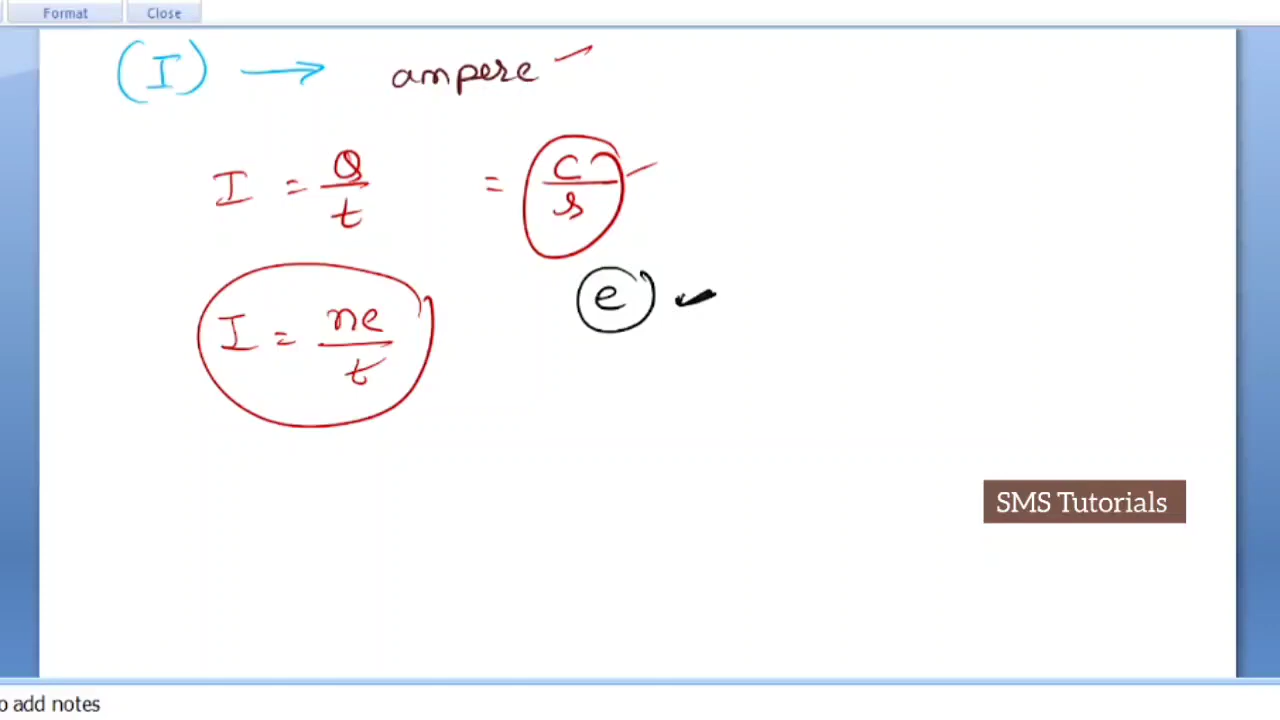 Format Close
(I) → ampere
I = Q/t = C/s
I = ne/t e
SMS Tutorials
o add notes